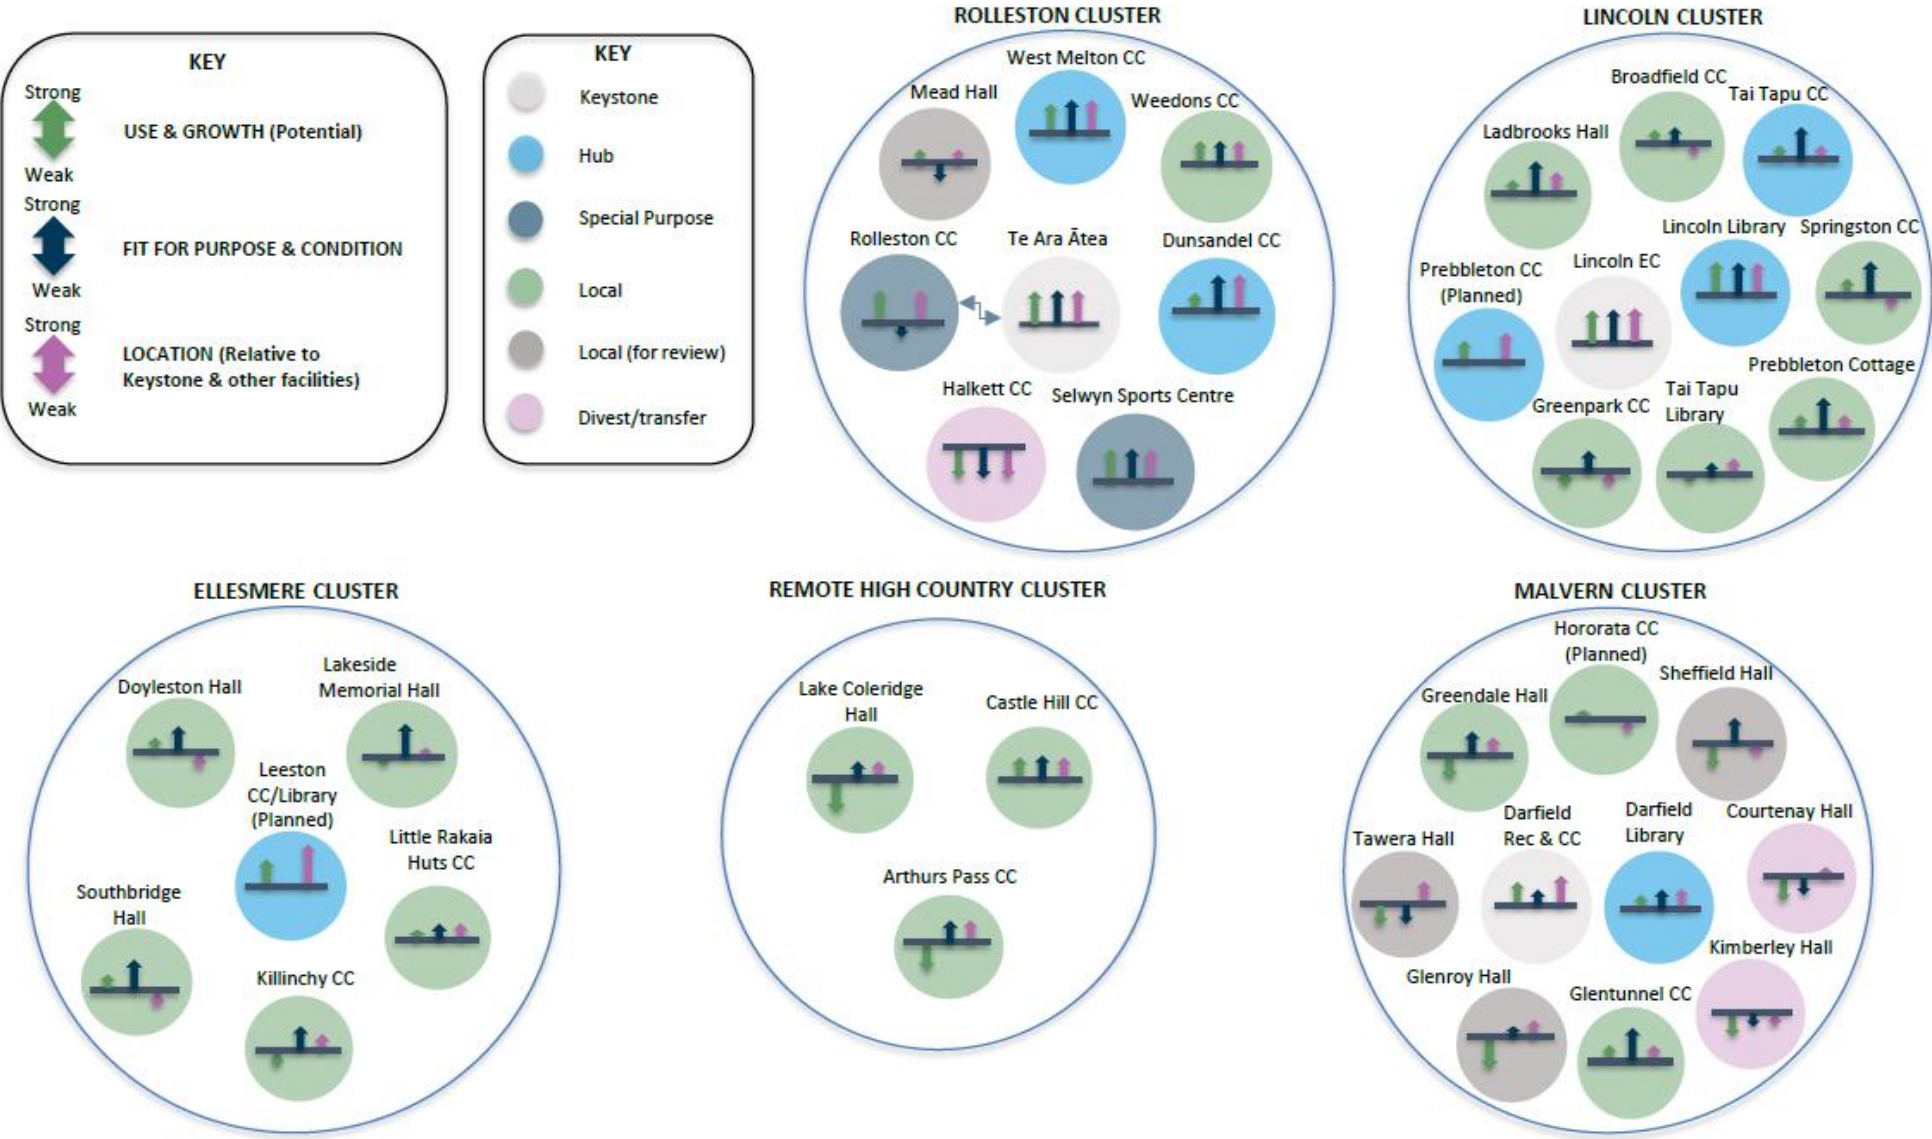 KEY
Strong
USE & GROWTH (Potential)
Weak
Strong
FIT FOR PURPOSE & CONDITION
Weak
Strong
LOCATION (Relative to
Keystone & other facilities)
Weak
KEY
Keystone
Hub
Special Purpose
Local
Local (for review)
Divest/transfer
ROLLESTON CLUSTER
West Melton CC
Mead Hall
Weedons CC
Rolleston CC
Te Ara Ātea
Dunsandel CC
Halkett CC
Selwyn Sports Centre
LINCOLN CLUSTER
Broadfield CC
Tai Tapu CC
Ladbrooks Hall
Lincoln Library
Springston CC
Prebbleton CC
(Planned)
Lincoln EC
Prebbleton Cottage
Greenpark CC
Tai Tapu
Library
ELLESMERE CLUSTER
Doyleston Hall
Lakeside
Memorial Hall
Leeston
CC/Library
(Planned)
Little Rakaia
Huts CC
Southbridge
Hall
Killinchy CC
REMOTE HIGH COUNTRY CLUSTER
Lake Coleridge
Hall
Castle Hill CC
Arthurs Pass CC
MALVERN CLUSTER
Hororata CC
(Planned)
Greendale Hall
Sheffield Hall
Tawera Hall
Darfield
Rec & CC
Darfield
Library
Courtenay Hall
Kimberley Hall
Glenroy Hall
Glentunnel CC